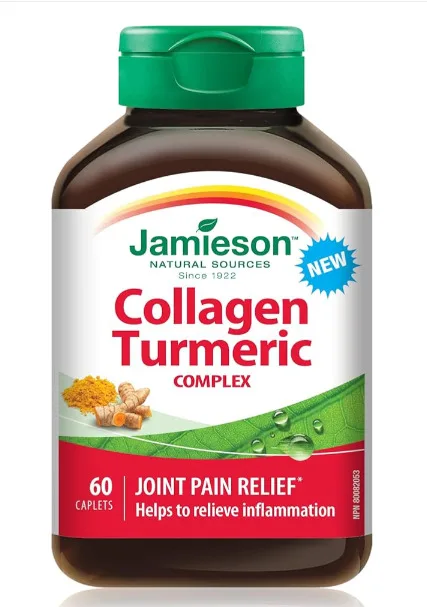 Jamieson™
NATURAL SOURCES
Since 1922
NEW
Collagen
Turmeric
COMPLEX
60
CAPLETS
JOINT PAIN RELIEF*
Helps to relieve inflammation
NPN 80082053